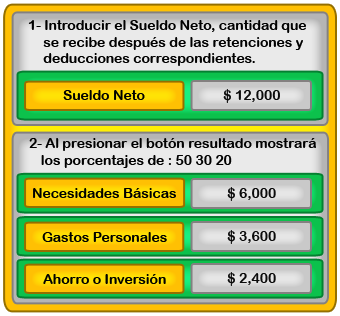 1- Introducir el Sueldo Neto, cantidad que
se recibe después de las retenciones y
deducciones correspondientes.
Sueldo Neto $ 12,000
2- Al presionar el botón resultado mostrará
los porcentajes de : 50 30 20
Necesidades Básicas $ 6,000
Gastos Personales $ 3,600
Ahorro o Inversión $ 2,400